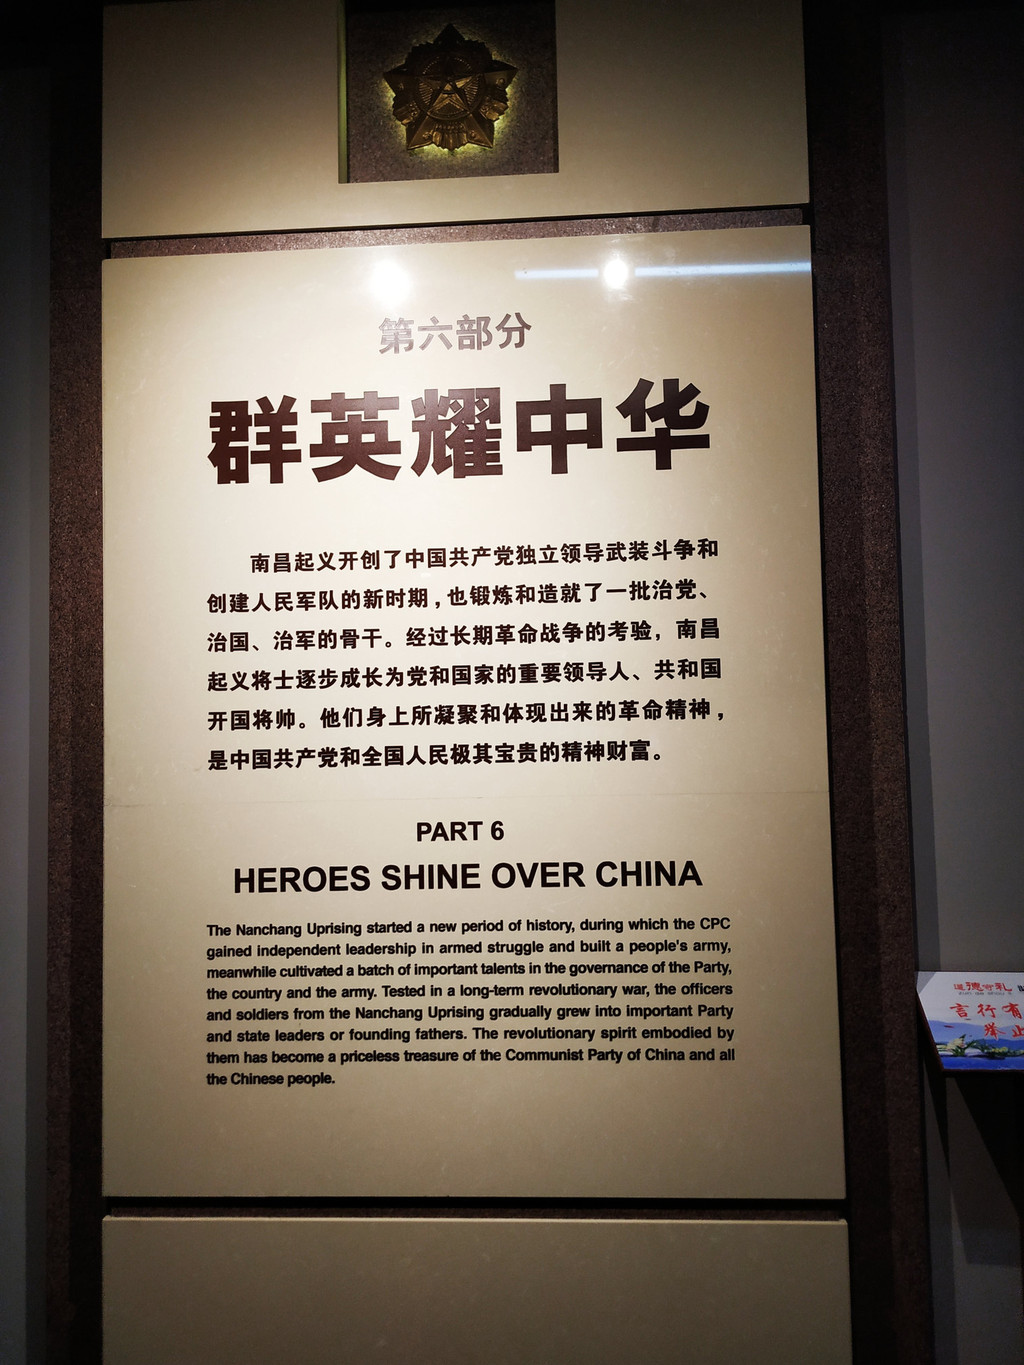 第六部分
群英耀中华
南昌起义开创了中国共产党独立领导武装斗争和
创建人民军队的新时期，也锻炼和造就了一批治党、
治国、治军的骨干。经过长期革命战争的考验，南昌
起义将士逐步成长为党和国家的重要领导人、共和国
开国将帅。他们身上所凝聚和体现出来的革命精神，
是中国共产党和全国人民极其宝贵的精神财富。
PART 6
HEROES SHINE OVER CHINA
The Nanchang Uprising started a new period of history, during which the CPC
gained independent leadership in armed struggle and built a people's army,
meanwhile cultivated a batch of important talents in the governance of the Party,
the country and the army. Tested in a long-term revolutionary war, the officers
and soldiers from the Nanchang Uprising gradually grew into important Party
and state leaders or founding fathers. The revolutionary spirit embodied by
them has become a priceless treasure of the Communist Party of China and all
the Chinese people.
言行有
举止